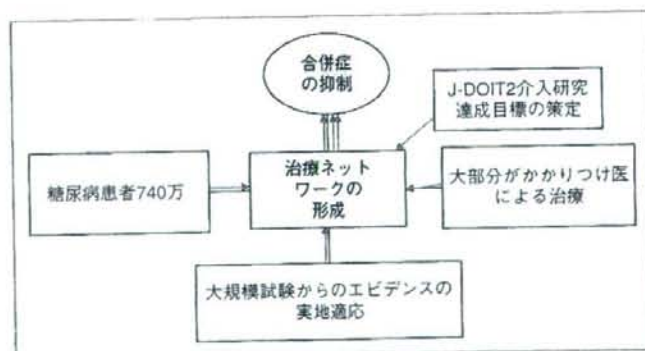 合併症
の抑制
J-DOIT2介入研究
達成目標の策定
糖尿病患者740万
治療ネット
ワークの
形成
大部分がかかりつけ医
による治療
大規模試験からのエビデンスの
実地適応